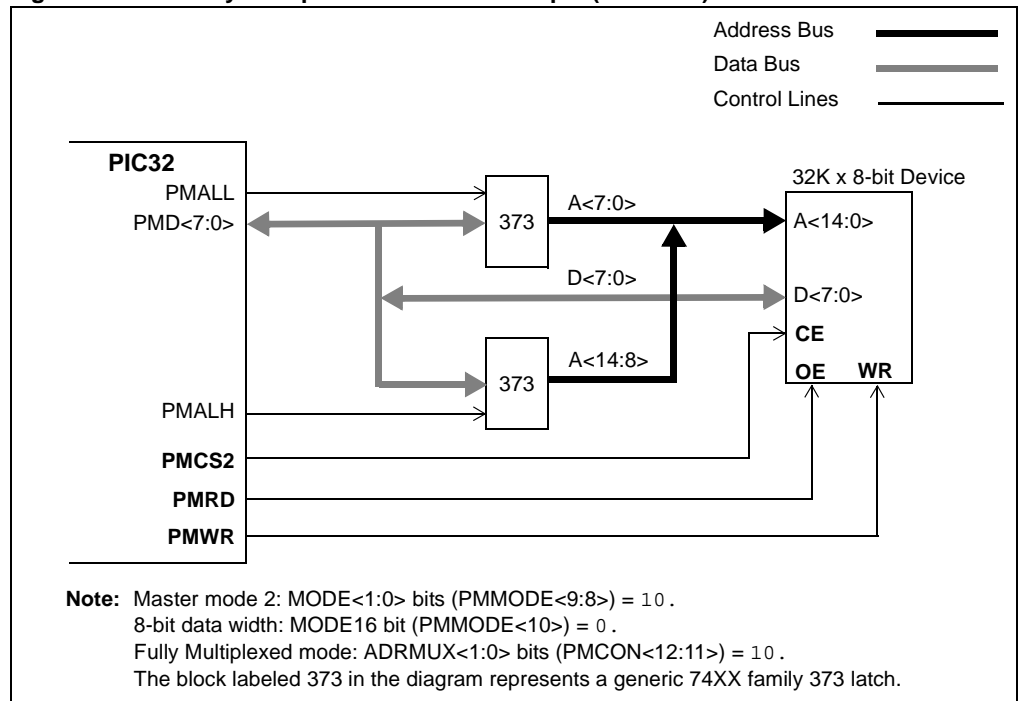 Address Bus
Data Bus
Control Lines
PIC32
32K x 8-bit Device
PMALL
A<7:0>
PMD<7:0>
373
A<14:0>
D<7:0>
D<7:0>
CE
A<14:8>
OE WR
373
PMALH
PMCS2
PMRD
PMWR
Note: Master mode 2: MODE<1:0> bits (PMMODE<9:8>) = 10.
8-bit data width: MODE16 bit (PMMODE<10>) = 0.
Fully Multiplexed mode: ADRMUX<1:0> bits (PMCON<12:11>) = 10.
The block labeled 373 in the diagram represents a generic 74XX family 373 latch.